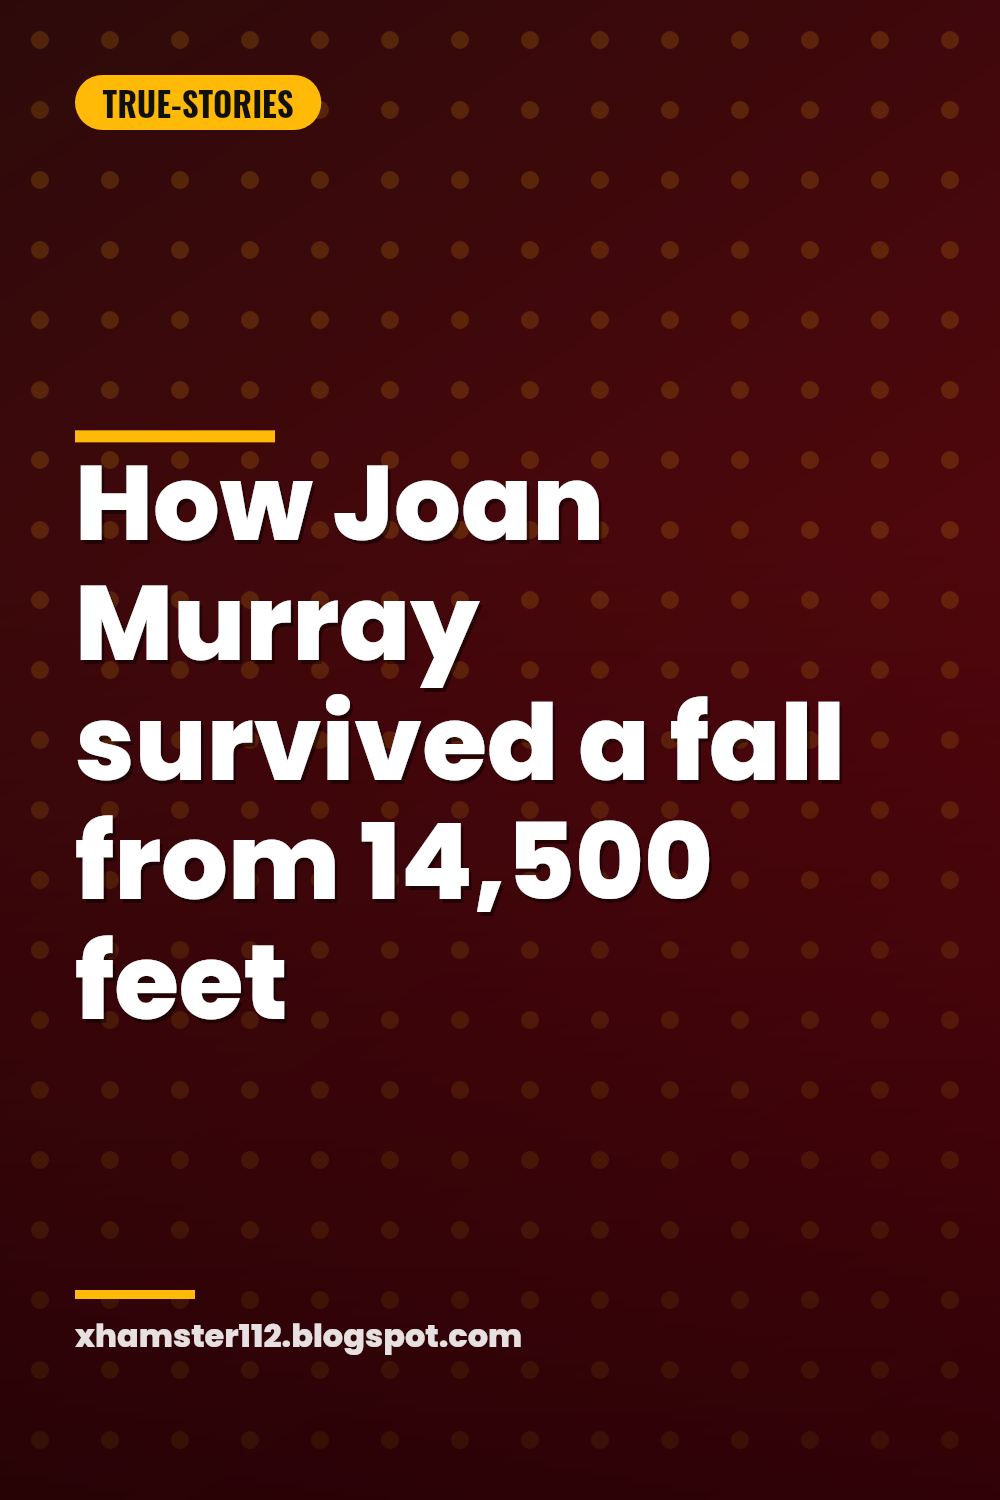 TRUE-STORIES
How Joan
Murray
survived a fall
from 14,500
feet
xhamster112.blogspot.com